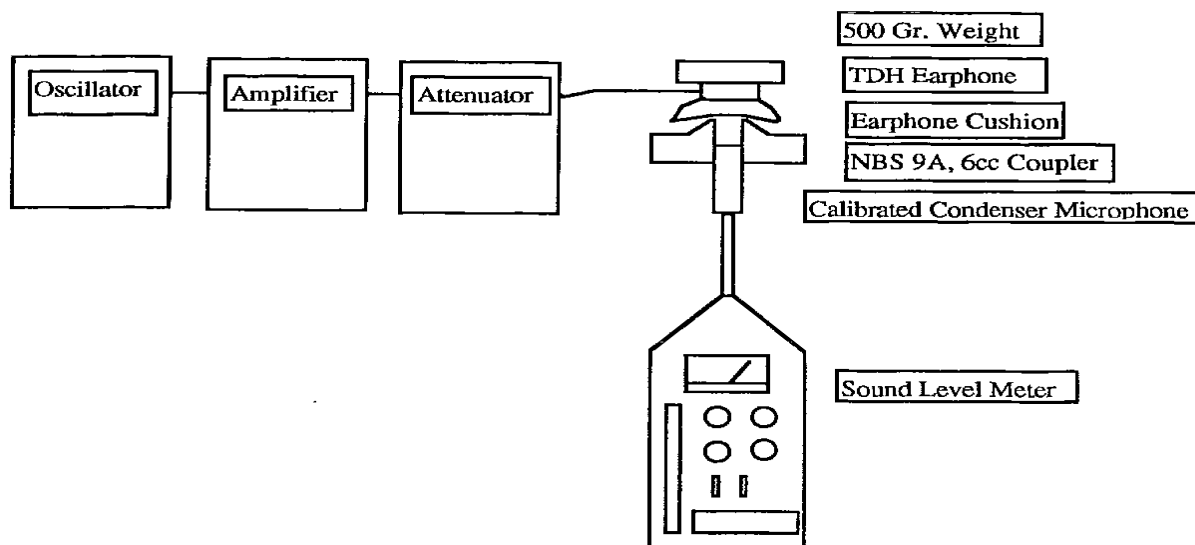 Oscillator
Amplifier
Attenuator
500 Gr. Weight
TDH Earphone
Earphone Cushion
NBS 9A, 6cc Coupler
Calibrated Condenser Microphone
Sound Level Meter